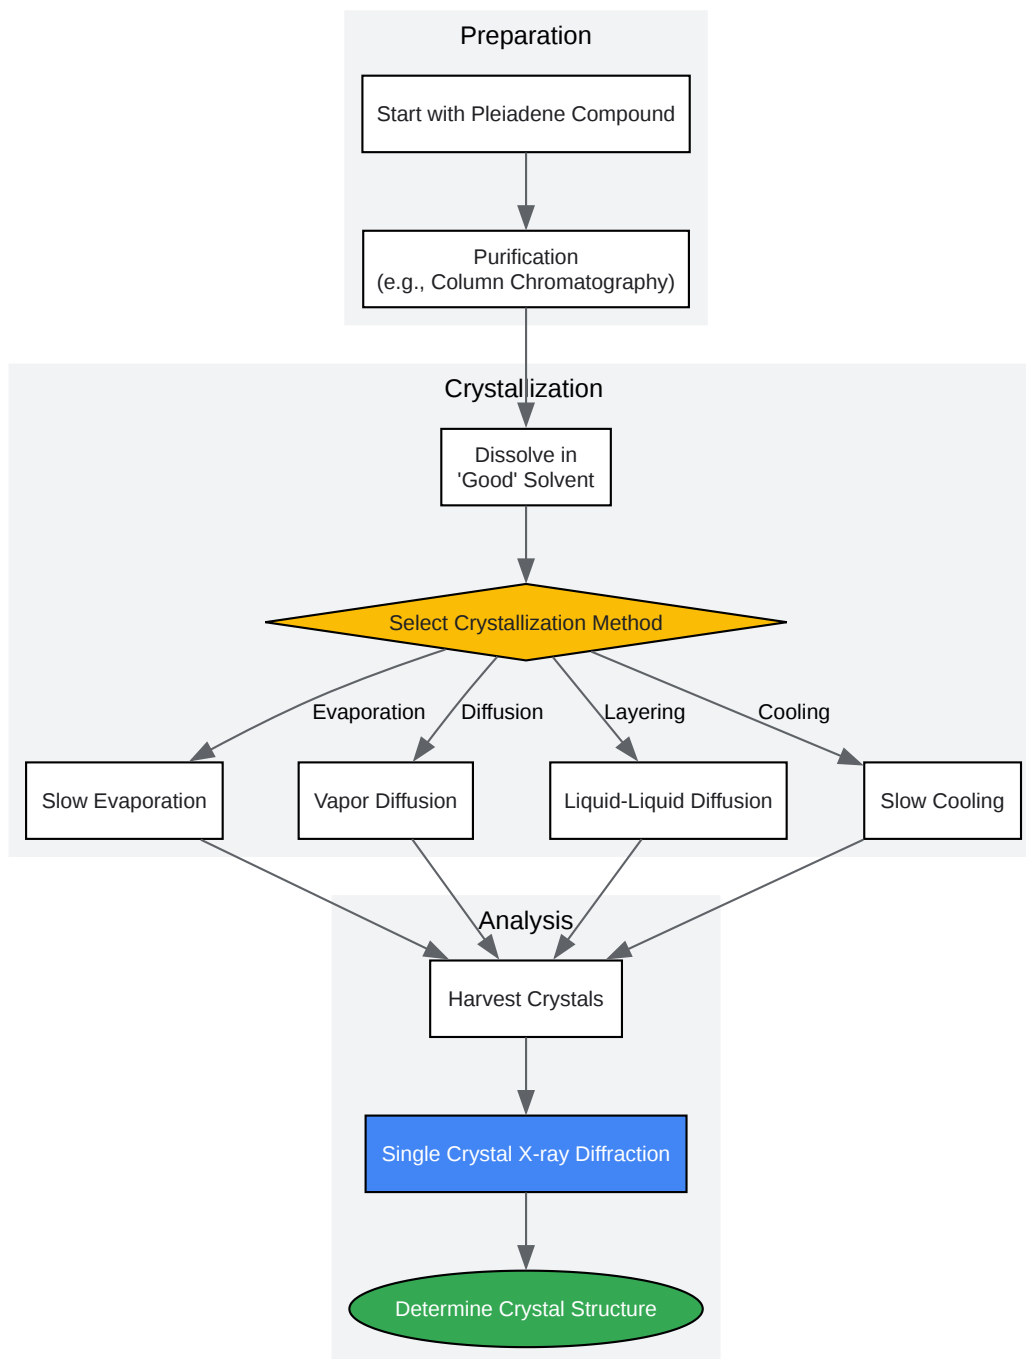 Preparation
Start with Pleiadene Compound
Purification
(e.g., Column Chromatography)
Crystallization
Dissolve in
'Good' Solvent
Select Crystallization Method
Evaporation
Diffusion
Layering
Cooling
Slow Evaporation
Vapor Diffusion
Liquid-Liquid Diffusion
Slow Cooling
Analysis
Harvest Crystals
Single Crystal X-ray Diffraction
Determine Crystal Structure